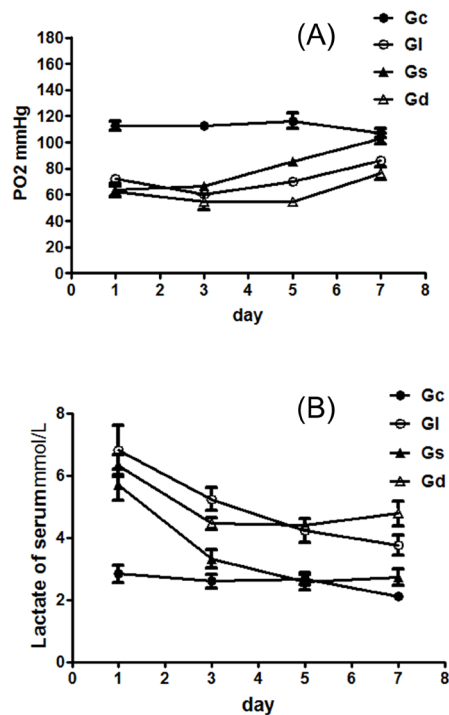 (A)
Gc
Gl
Gs
Gd
PO2 mmHg
180
160
140
120
100
80
60
40
20
0
0 1 2 3 4 5 6 7 8
day
(B)
Gc
Gl
Gs
Gd
Lactate of serum mmol/L
8
6
4
2
0
0 1 2 3 4 5 6 7 8
day